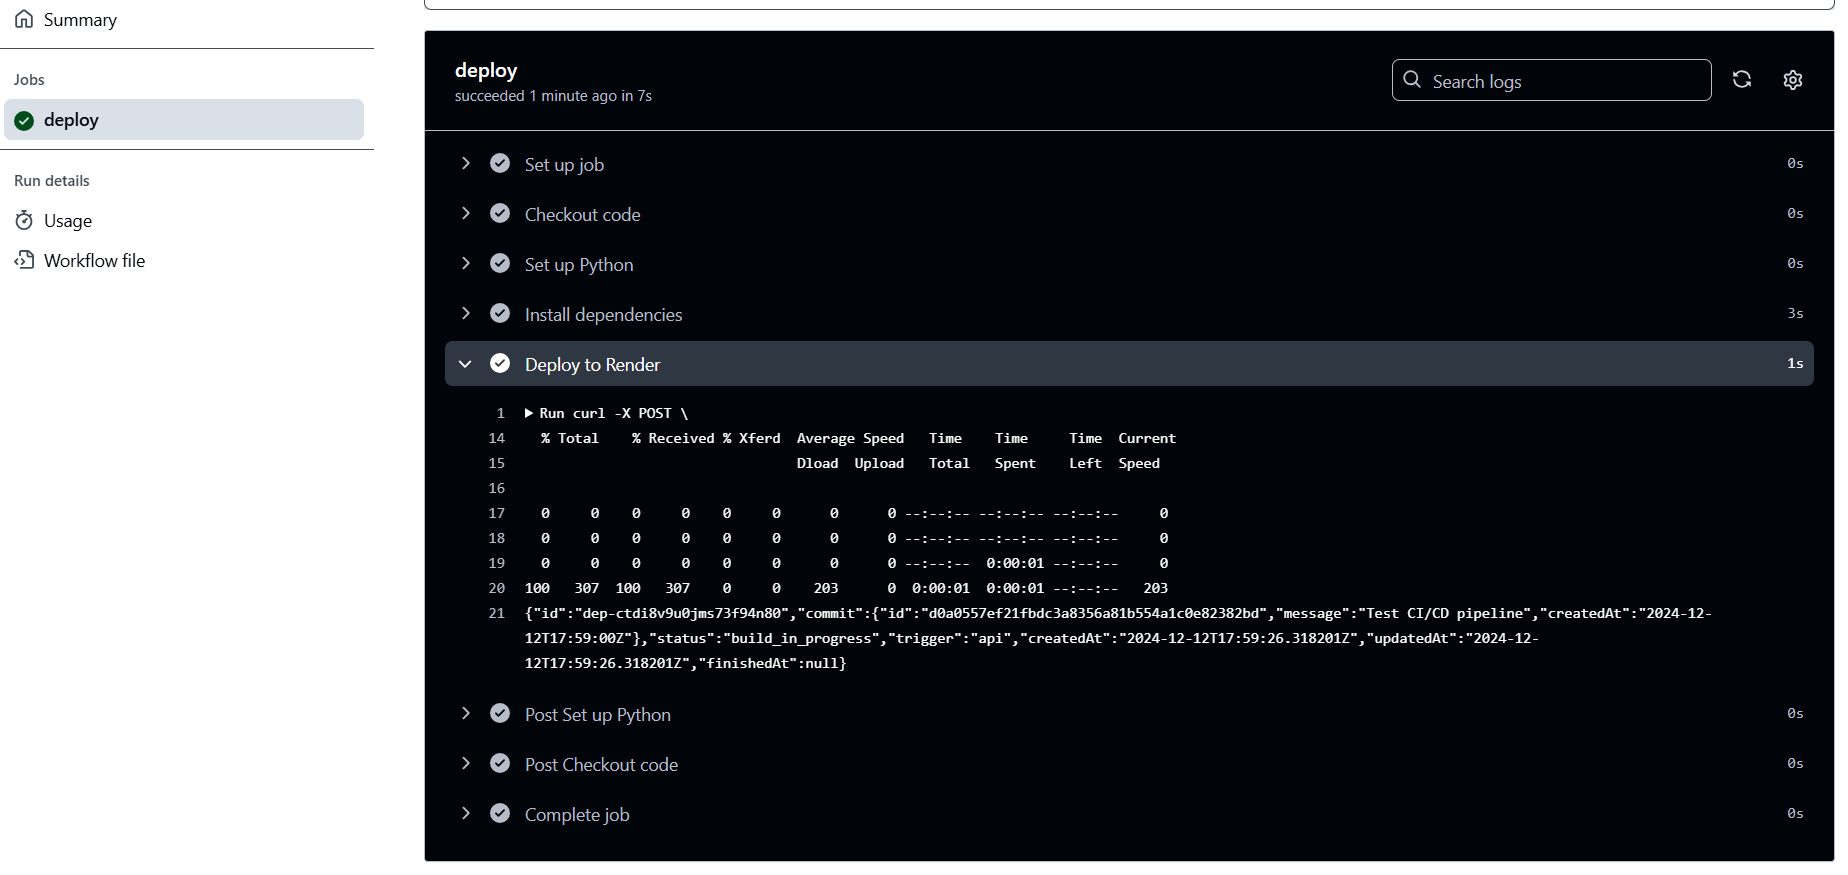 Summary
Jobs
deploy
Run details
Usage
Workflow file
deploy
succeeded 1 minute ago in 7s
Search logs
Set up job 0s
Checkout code 0s
Set up Python 0s
Install dependencies 3s
Deploy to Render 1s
1 Run curl -X POST \
14 % Total % Received % Xferd Average Speed Time Time Time Current
15 Dload Upload Total Spent Left Speed
16
17 0 0 0 0 0 0 0 0 --:--:-- --:--:-- --:--:-- 0
18 0 0 0 0 0 0 0 0 --:--:-- --:--:-- --:--:-- 0
19 0 0 0 0 0 0 0 0 --:--:-- 0:00:01 --:--:-- 0
20 100 307 100 307 0 0 203 0 0:00:01 0:00:01 --:--:-- 203
21 {"id":"dep-ctdi8v9u0jms73f94n80","commit":{"id":"d0a0557ef21fbdc3a8356a81b554a1c0e82382bd","message":"Test CI/CD pipeline","createdAt":"2024-12-
12T17:59:00Z"},"status":"build_in_progress","trigger":"api","createdAt":"2024-12-12T17:59:26.318201Z","updatedAt":"2024-12-
12T17:59:26.318201Z","finishedAt":null}
Post Set up Python 0s
Post Checkout code 0s
Complete job 0s